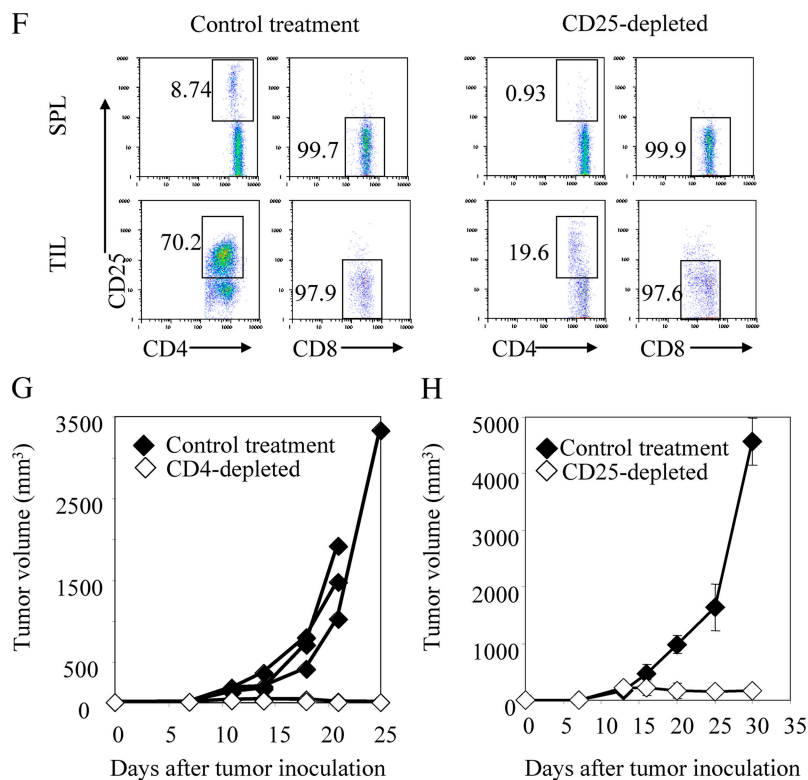 F
Control treatment
CD25-depleted
SPL
8.74
99.7
0.93
99.9
TIL
70.2
97.9
19.6
97.6
CD25
CD4
CD8
CD4
CD8
G
3500
2500
1500
500
0
Tumor volume (mm³)
Control treatment
CD4-depleted
0 5 10 15 20 25
Days after tumor inoculation
H
5000
4000
3000
2000
1000
0
Tumor volume (mm³)
Control treatment
CD25-depleted
0 5 10 15 20 25 30 35
Days after tumor inoculation